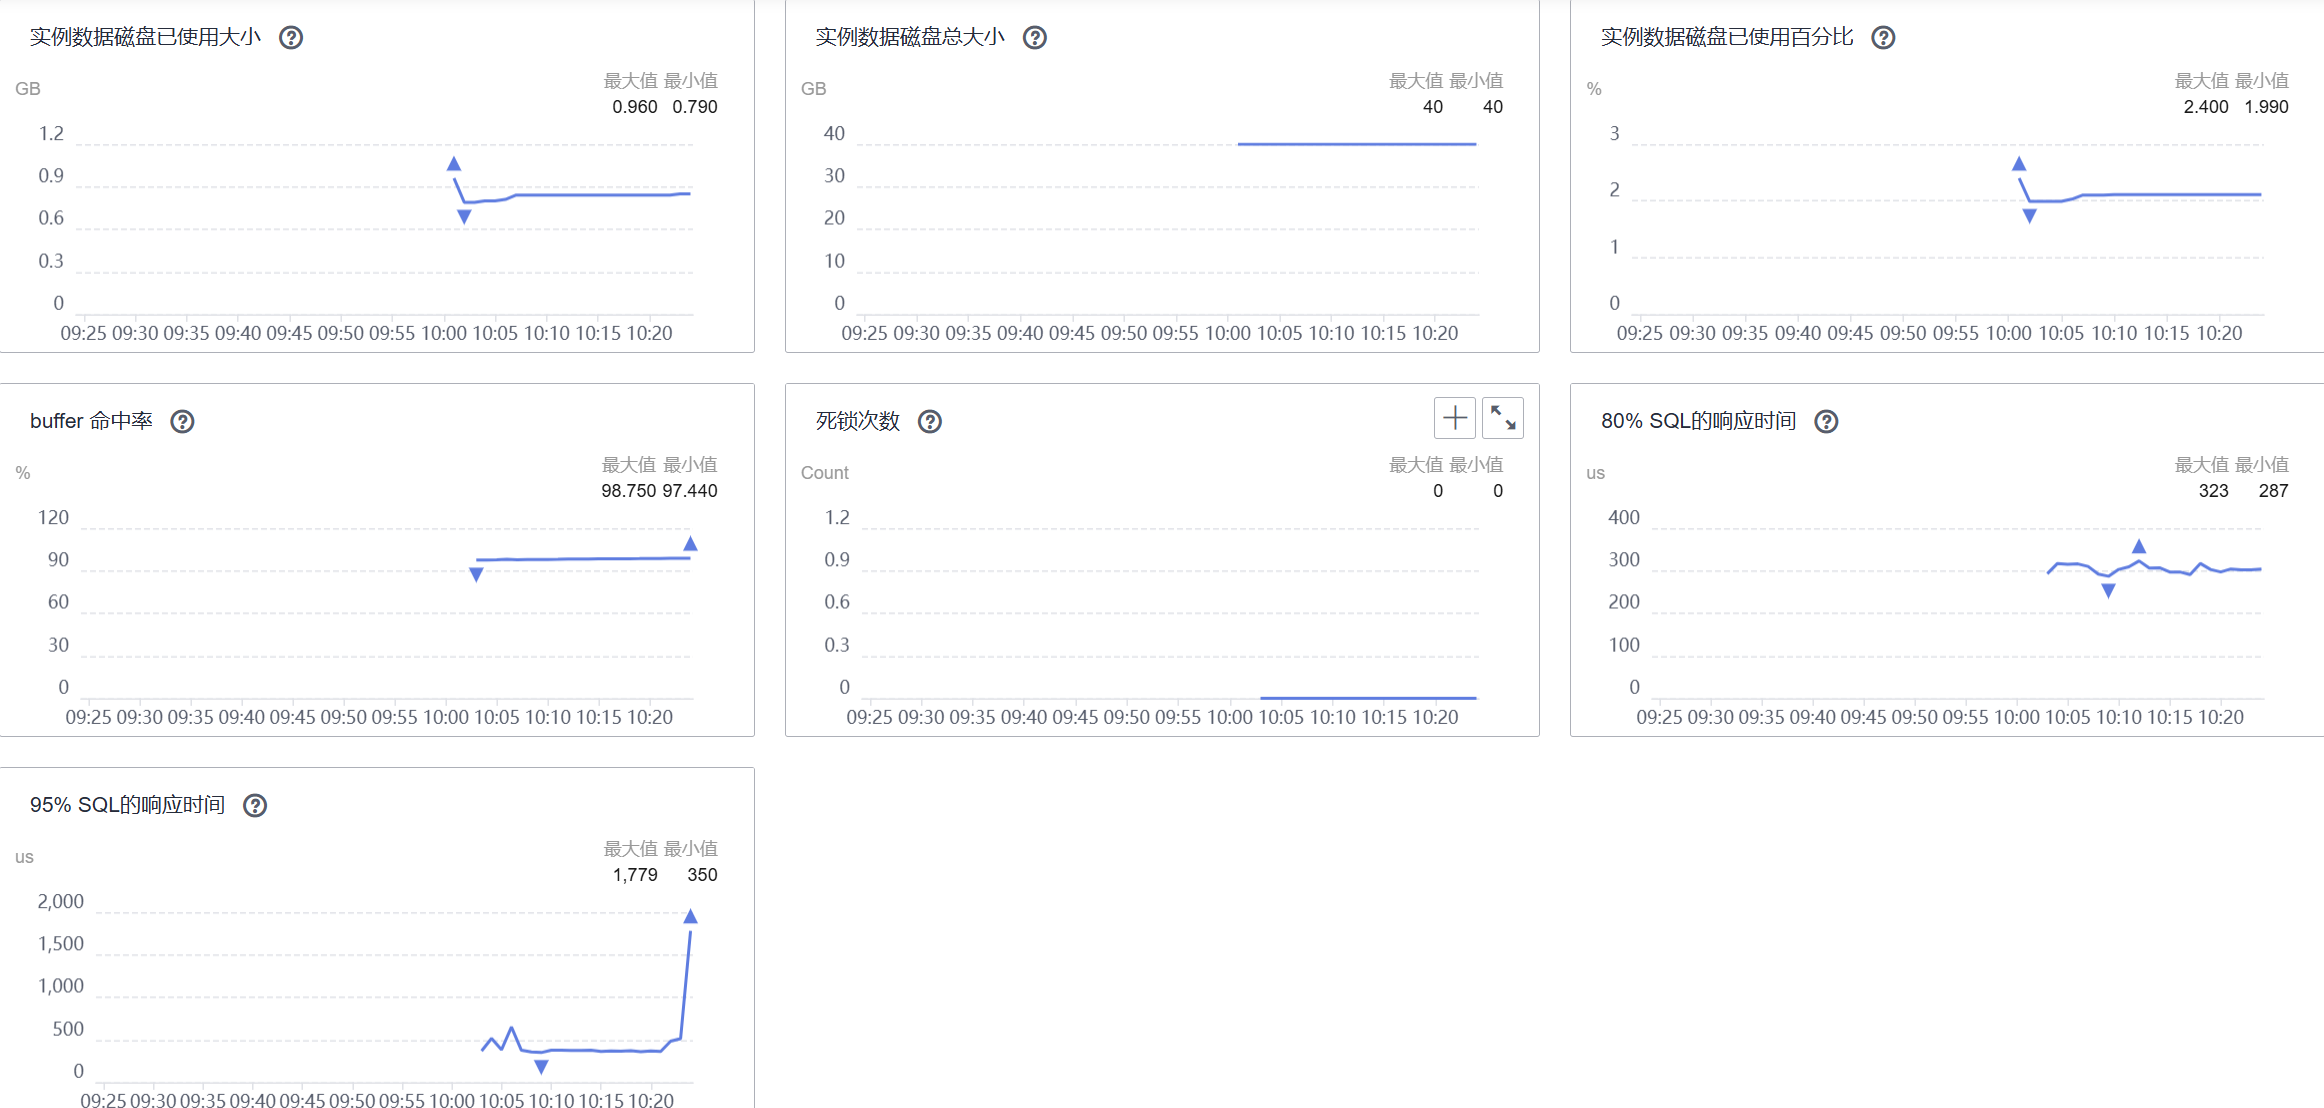 实例数据磁盘已使用大小
GB
最大值 最小值
0.960 0.790
1.2
0.9
0.6
0.3
0
09:25 09:30 09:35 09:40 09:45 09:50 09:55 10:00 10:05 10:10 10:15 10:20
实例数据磁盘总大小
GB
最大值 最小值
40 40
40
30
20
10
0
09:25 09:30 09:35 09:40 09:45 09:50 09:55 10:00 10:05 10:10 10:15 10:20
实例数据磁盘已使用百分比
%
最大值 最小值
2.400 1.990
3
2
1
0
09:25 09:30 09:35 09:40 09:45 09:50 09:55 10:00 10:05 10:10 10:15 10:20
buffer 命中率
%
最大值 最小值
98.750 97.440
120
90
60
30
0
09:25 09:30 09:35 09:40 09:45 09:50 09:55 10:00 10:05 10:10 10:15 10:20
死锁次数
Count
最大值 最小值
0 0
1.2
0.9
0.6
0.3
0
09:25 09:30 09:35 09:40 09:45 09:50 09:55 10:00 10:05 10:10 10:15 10:20
80% SQL的响应时间
us
最大值 最小值
323 287
400
300
200
100
0
09:25 09:30 09:35 09:40 09:45 09:50 09:55 10:00 10:05 10:10 10:15 10:20
95% SQL的响应时间
us
最大值 最小值
1,779 350
2,000
1,500
1,000
500
0
09:25 09:30 09:35 09:40 09:45 09:50 09:55 10:00 10:05 10:10 10:15 10:20